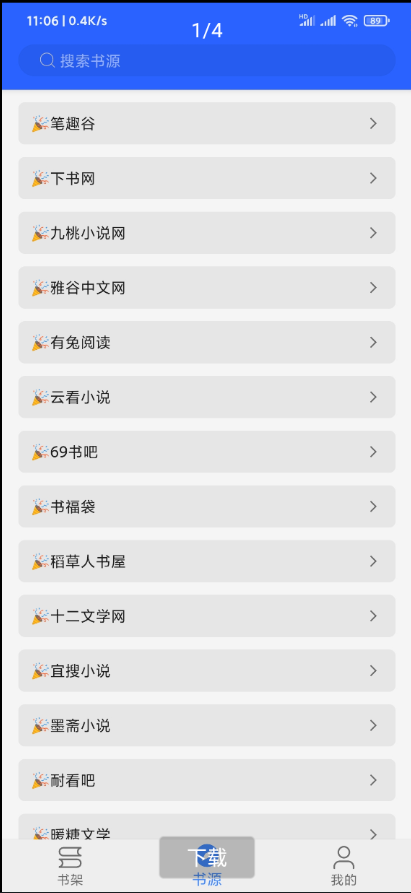 11:06 | 0.4K/s
HD
89
1/4
搜索书源
笔趣谷
下书网
九桃小说网
雅谷中文网
有兔阅读
云看小说
69书吧
书福袋
稻草人书屋
十二文学网
宜搜小说
墨斋小说
耐看吧
暖糖文学
下载
书架
书源
我的